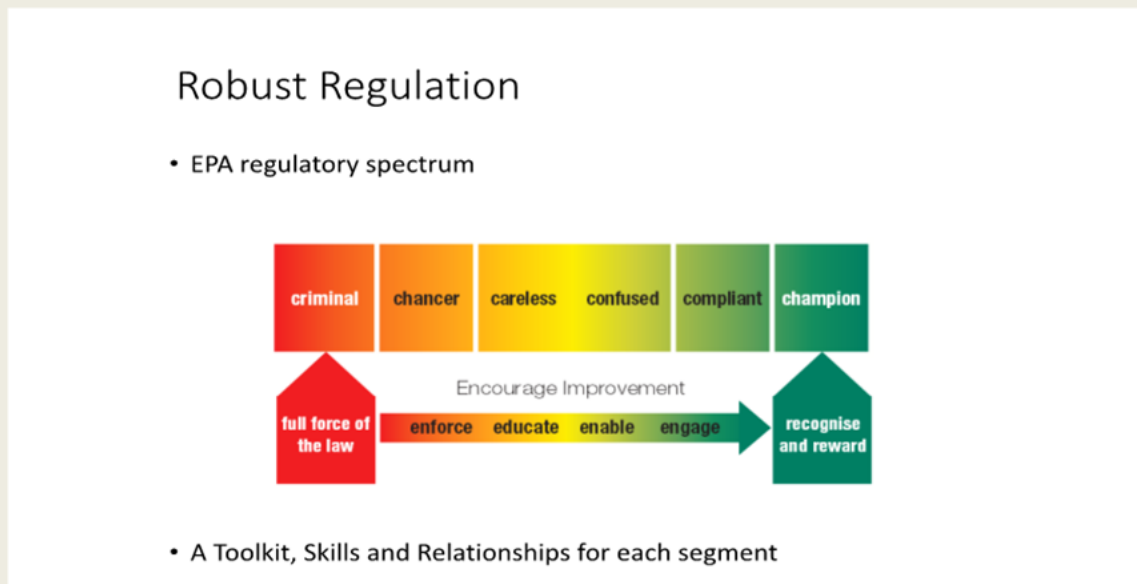 Robust Regulation
• EPA regulatory spectrum
criminal chancer careless confused compliant champion
Encourage Improvement
full force of
the law
enforce educate enable engage
recognise
and reward
• A Toolkit, Skills and Relationships for each segment